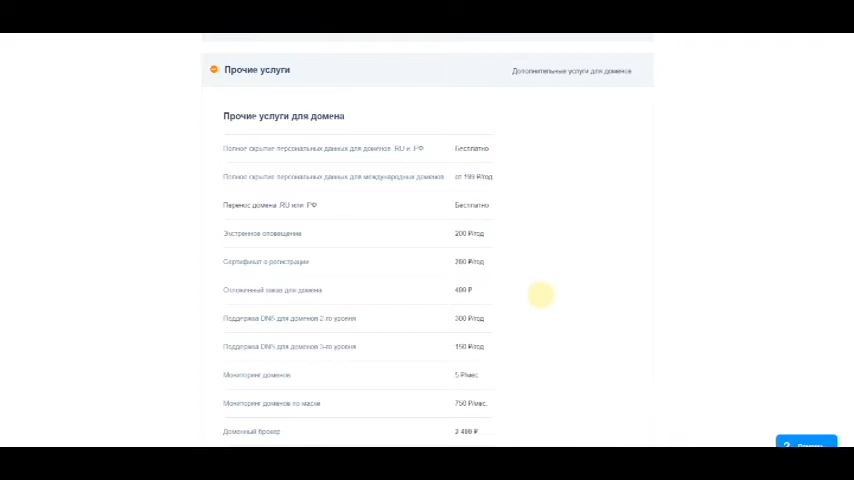 Прочие услуги
Дополнительные услуги для доменов
Прочие услуги для домена
Полное скрытие персональных данных для доменов .RU и .РФ Бесплатно
Полное скрытие персональных данных для международных доменов от 199 ₽/год
Перенос домена .RU или .РФ Бесплатно
Экстренное оповещение 200 ₽/год
Сертификат о регистрации 280 ₽/год
Отложенный заказ для домена 499 ₽
Поддержка DNS для доменов 2-го уровня 300 ₽/год
Поддержка DNS для доменов 3-го уровня 150 ₽/год
Мониторинг доменов 5 ₽/мес.
Мониторинг доменов по маске 750 ₽/мес.
Доменный брокер 3 499 ₽
?